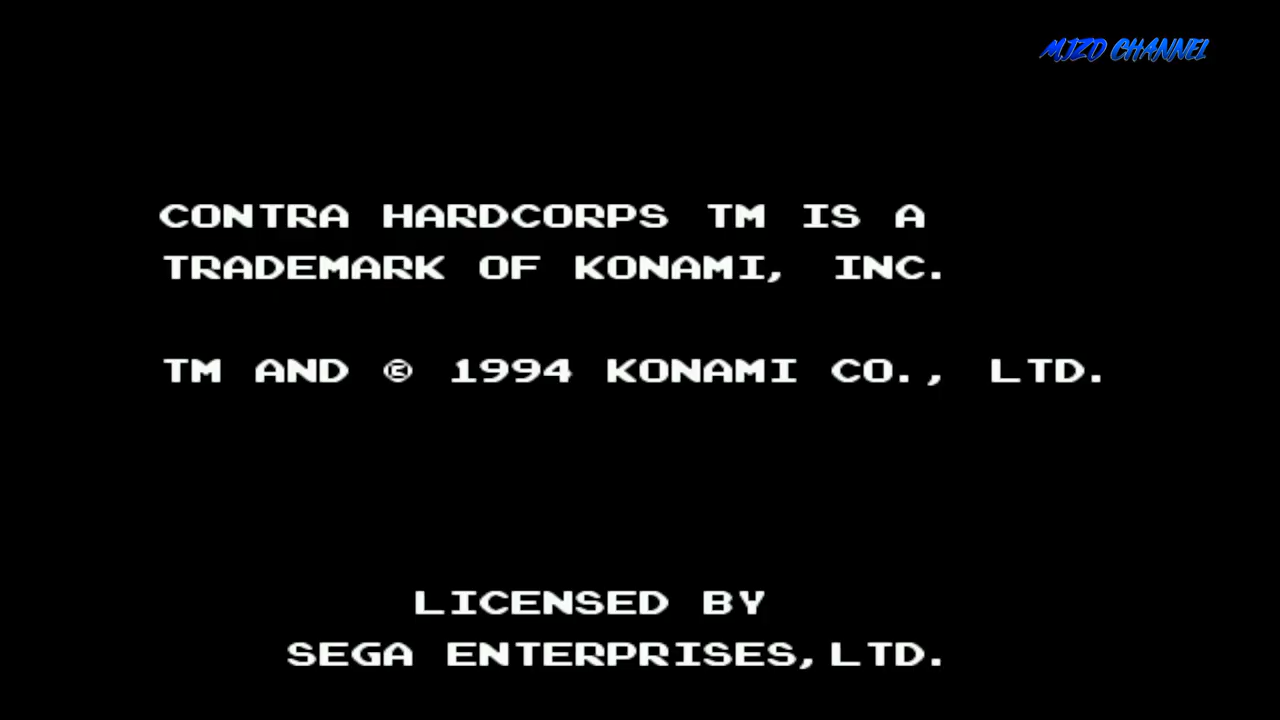 MJZD CHANNEL
CONTRA HARDCORPS TM IS A
TRADEMARK OF KONAMI, INC.
TM AND © 1994 KONAMI CO., LTD.
LICENSED BY
SEGA ENTERPRISES,LTD.